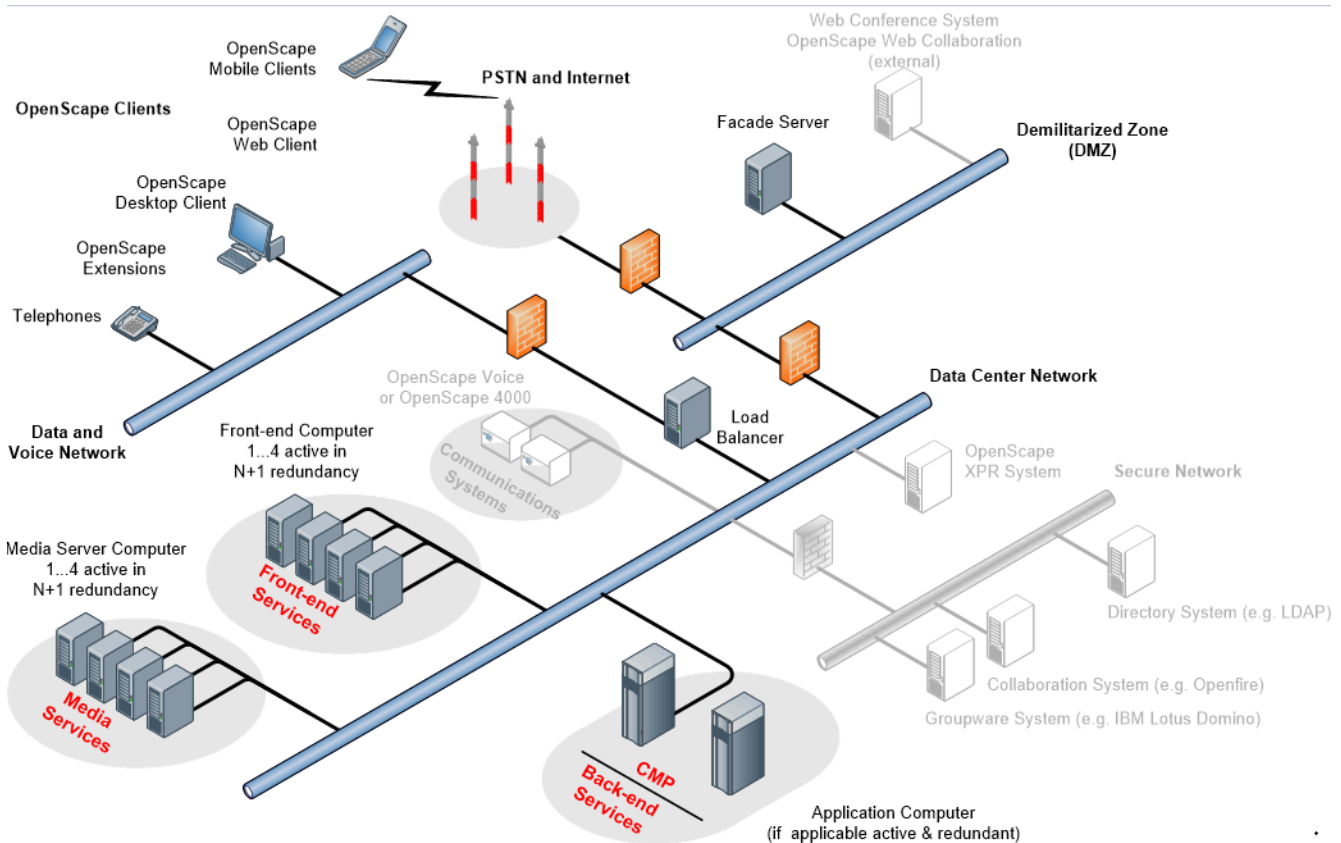 Web Conference System
OpenScape Web Collaboration
(external)
OpenScape
Mobile Clients
PSTN and Internet
OpenScape Clients
OpenScape
Web Client
Facade Server
Demilitarized Zone
(DMZ)
OpenScape
Desktop Client
OpenScape
Extensions
Telephones
OpenScape Voice
or OpenScape 4000
Data Center Network
Load
Balancer
Data and
Voice Network
Front-end Computer
1...4 active in
N+1 redundancy
Communications
Systems
OpenScape
XPR System
Secure Network
Media Server Computer
1...4 active in
N+1 redundancy
Front-end
Services
Directory System (e.g. LDAP)
Media
Services
Collaboration System (e.g. Openfire)
Groupware System (e.g. IBM Lotus Domino)
CMP
Back-end
Services
Application Computer
(if applicable active & redundant)